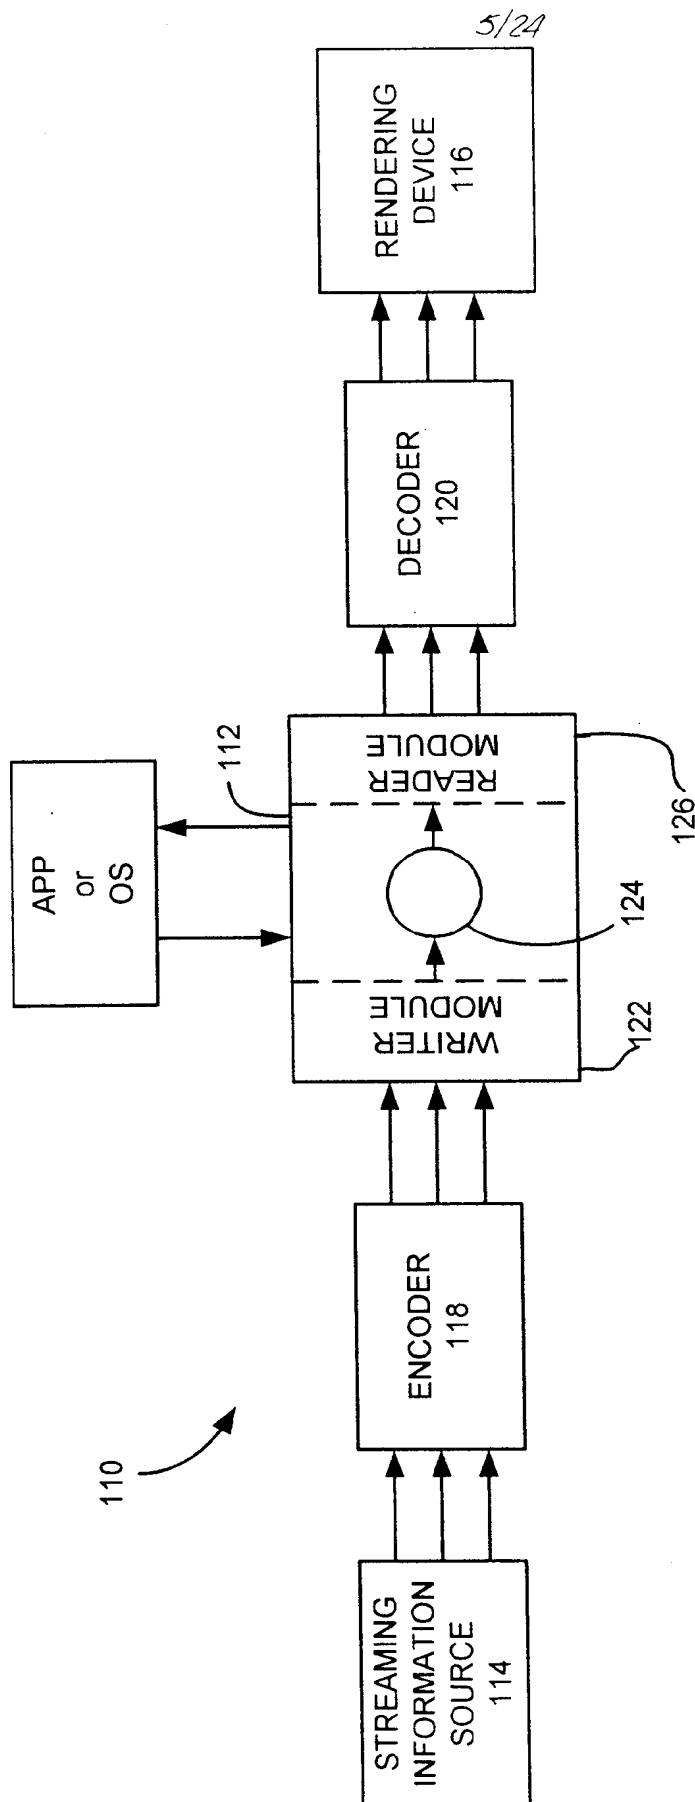 5/24
110
STREAMING
INFORMATION
SOURCE
114
ENCODER
118
WRITER
MODULE
122
124
READER
MODULE
126
112
APP
or
OS
DECODER
120
RENDERING
DEVICE
116